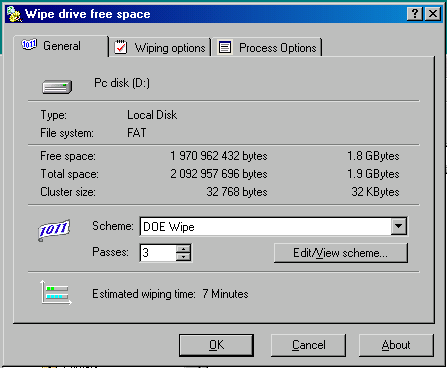 Wipe drive free space
General Wiping options Process Options
Pc disk (D:)
Type: Local Disk
File system: FAT
Free space: 1 970 962 432 bytes 1.8 GBytes
Total space: 2 092 957 696 bytes 1.9 GBytes
Cluster size: 32 768 bytes 32 KBytes
1011 Scheme: DOE Wipe
Passes: 3 Edit/View scheme...
Estimated wiping time: 7 Minutes
OK Cancel About